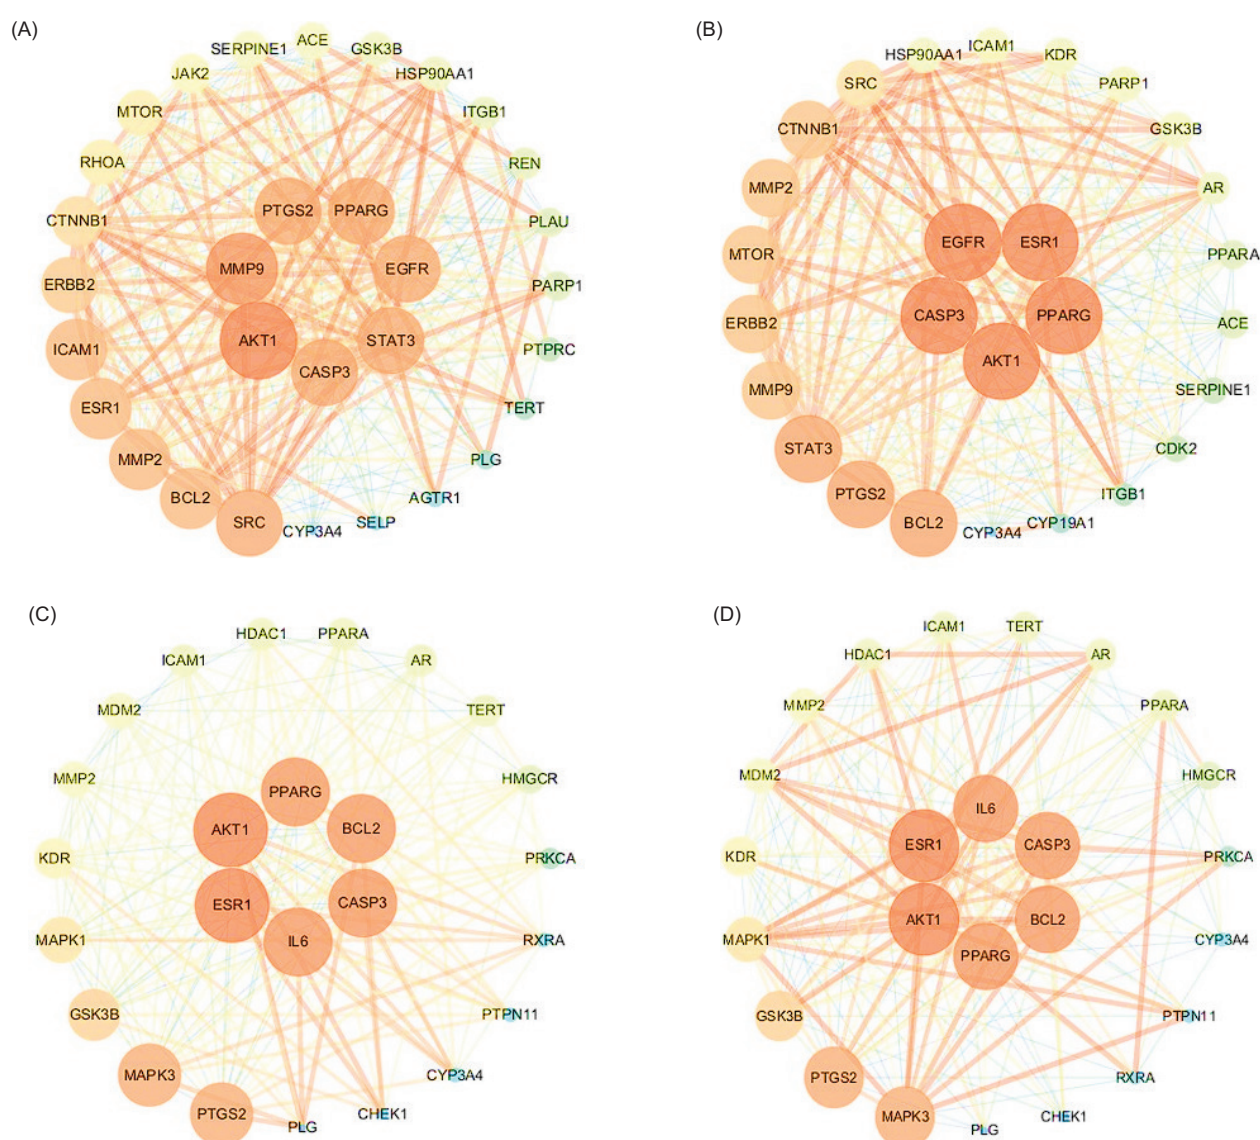 (A)
ACE
SERPINE1
GSK3B
JAK2
HSP90AA1
MTOR
ITGB1
RHOA
REN
PTGS2
PPARG
CTNNB1
PLAU
MMP9
EGFR
ERBB2
PARP1
AKT1
STAT3
ICAM1
PTPRC
CASP3
ESR1
TERT
MMP2
PLG
BCL2
AGTR1
SRC
CYP3A4
SELP
(B)
ICAM1
HSP90AA1
KDR
SRC
PARP1
CTNNB1
GSK3B
MMP2
AR
EGFR
ESR1
MTOR
PPARA
CASP3
PPARG
ERBB2
ACE
AKT1
MMP9
SERPINE1
STAT3
CDK2
PTGS2
ITGB1
BCL2
CYP3A4
CYP19A1
(C)
HDAC1
PPARA
ICAM1
AR
MDM2
TERT
MMP2
HMGCR
PPARG
AKT1
BCL2
KDR
PRKCA
ESR1
CASP3
MAPK1
IL6
RXRA
GSK3B
PTPN11
MAPK3
CYP3A4
PTGS2
PLG
CHEK1
(D)
ICAM1
TERT
HDAC1
AR
MMP2
PPARA
MDM2
HMGCR
IL6
ESR1
CASP3
KDR
PRKCA
AKT1
BCL2
MAPK1
PPARG
CYP3A4
GSK3B
PTPN11
PTGS2
RXRA
MAPK3
CHEK1
PLG